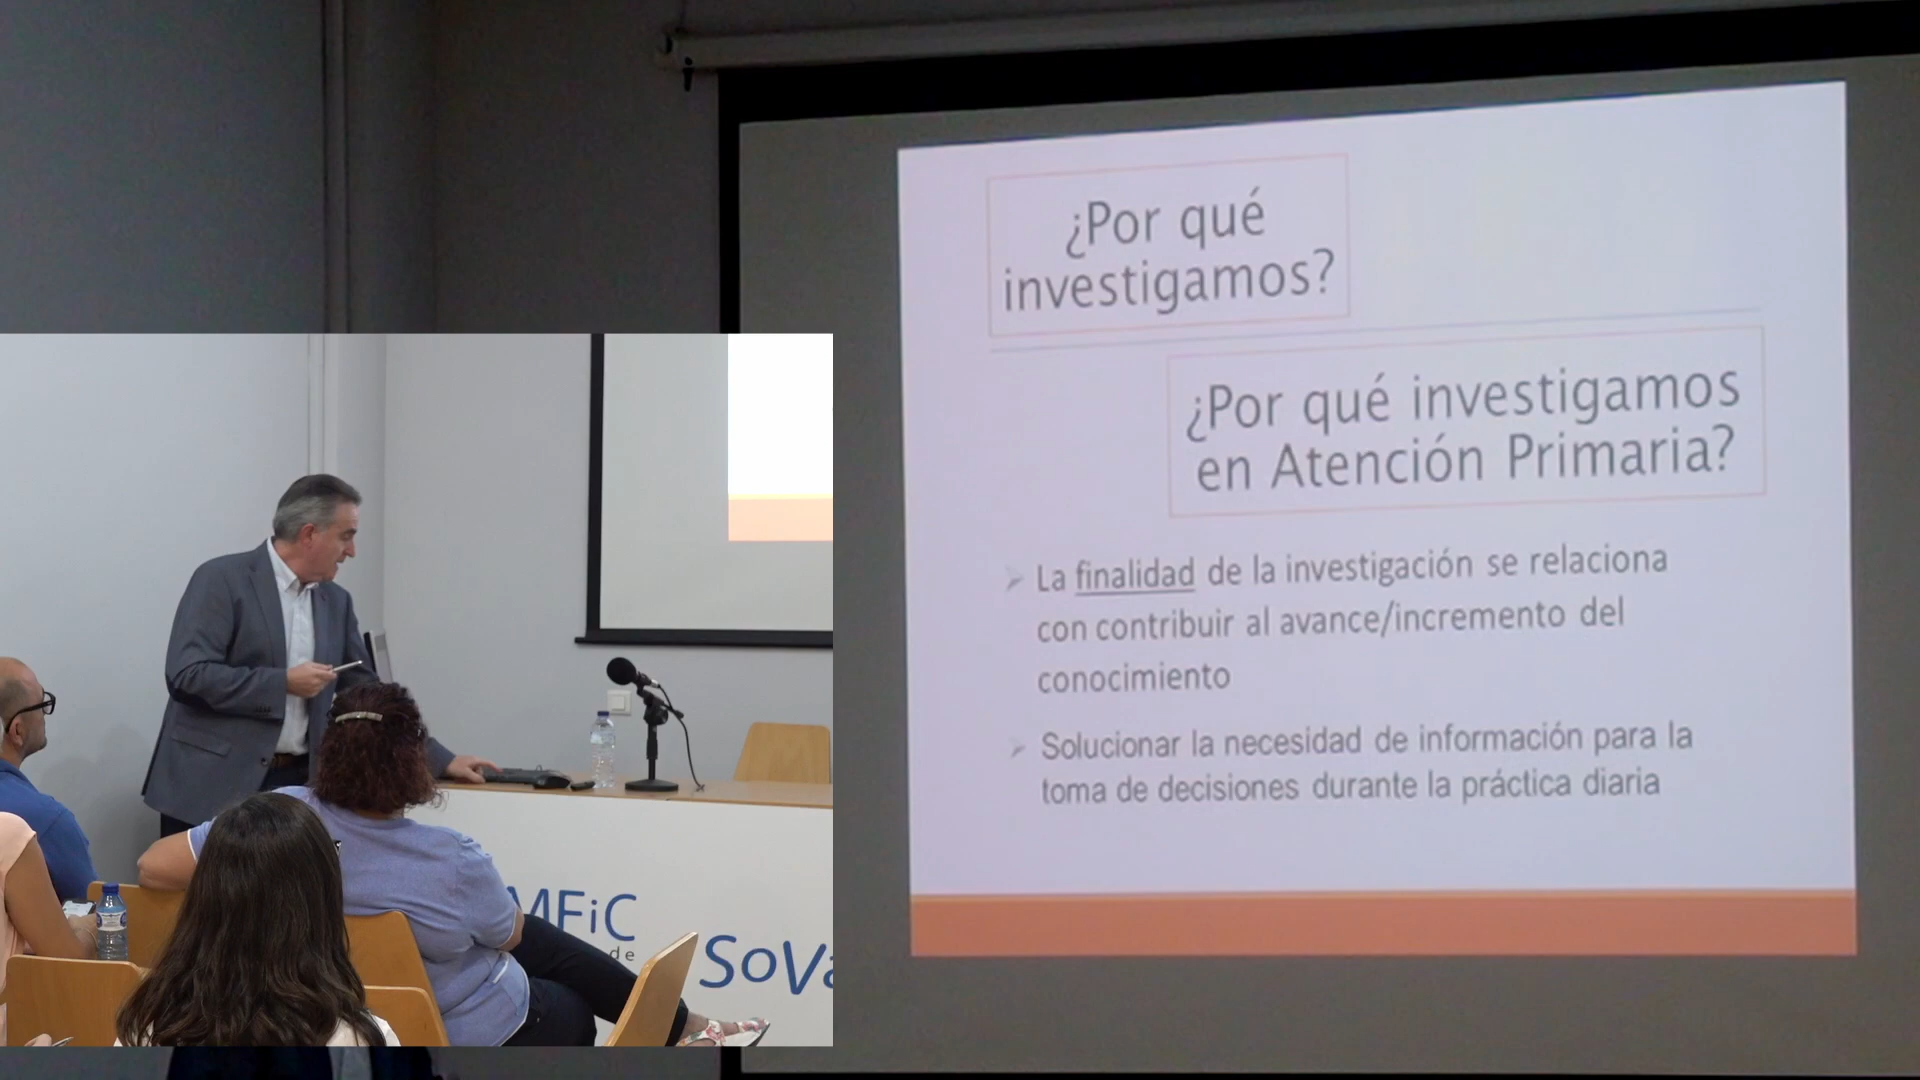 ¿Por qué
investigamos?
¿Por qué investigamos
en Atención Primaria?
La finalidad de la investigación se relaciona
con contribuir al avance/incremento del
conocimiento
Solucionar la necesidad de información para la
toma de decisiones durante la práctica diaria
MFiC
de
SoVa